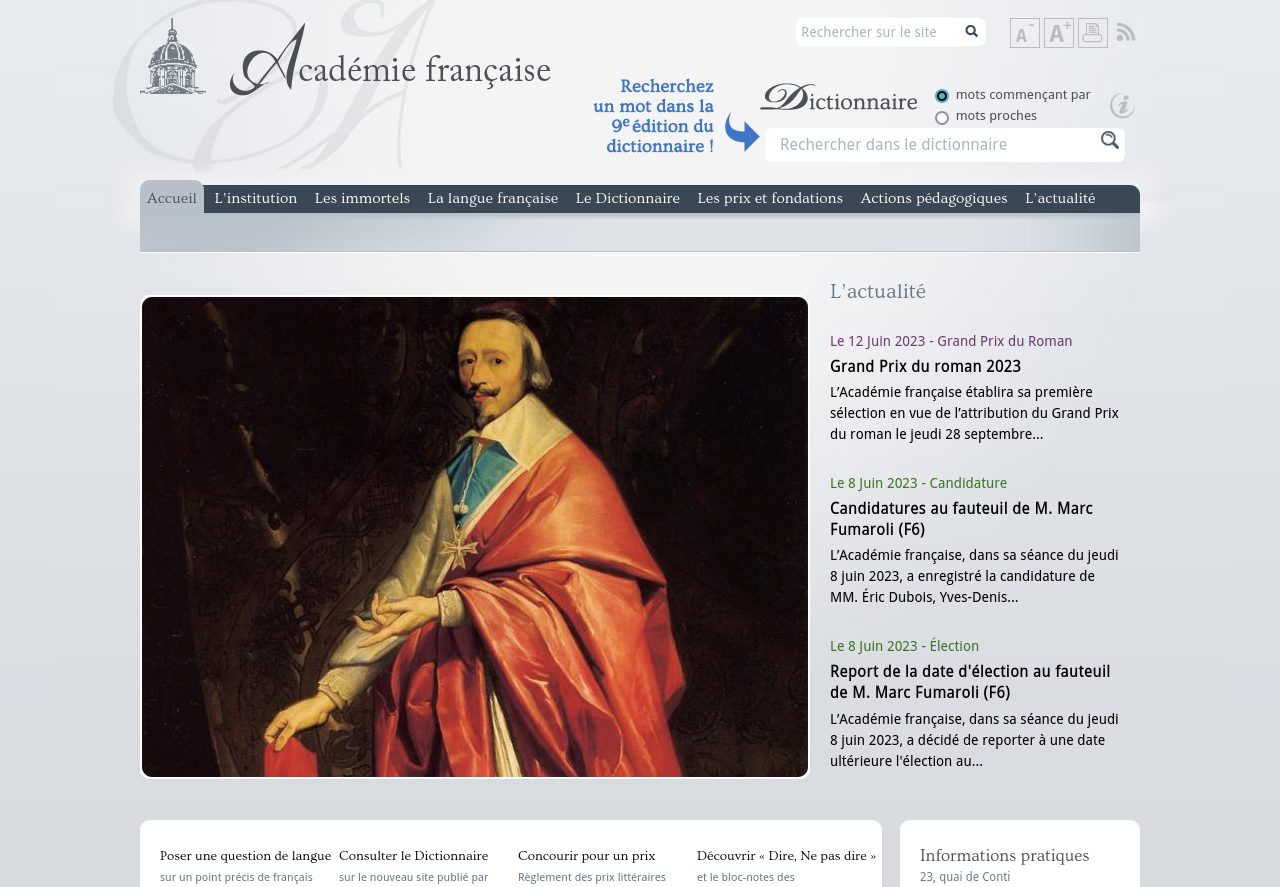 Académie française
Rechercher sur le site
A-
A+
Recherchez
un mot dans la
9e édition du
dictionnaire !
Dictionnaire
mots commençant par
mots proches
i
Rechercher dans le dictionnaire
Accueil
L’institution
Les immortels
La langue française
Le Dictionnaire
Les prix et fondations
Actions pédagogiques
L’actualité
L’actualité
Le 12 Juin 2023 - Grand Prix du Roman
Grand Prix du roman 2023
L’Académie française établira sa première
sélection en vue de l’attribution du Grand Prix
du roman le jeudi 28 septembre...
Le 8 Juin 2023 - Candidature
Candidatures au fauteuil de M. Marc
Fumaroli (F6)
L’Académie française, dans sa séance du jeudi
8 juin 2023, a enregistré la candidature de
MM. Éric Dubois, Yves-Denis...
Le 8 Juin 2023 - Élection
Report de la date d'élection au fauteuil
de M. Marc Fumaroli (F6)
L’Académie française, dans sa séance du jeudi
8 juin 2023, a décidé de reporter à une date
ultérieure l'élection au...
Poser une question de langue
sur un point précis de français
Consulter le Dictionnaire
sur le nouveau site publié par
Concourir pour un prix
Règlement des prix littéraires
Découvrir « Dire, Ne pas dire »
et le bloc-notes des
Informations pratiques
23, quai de Conti